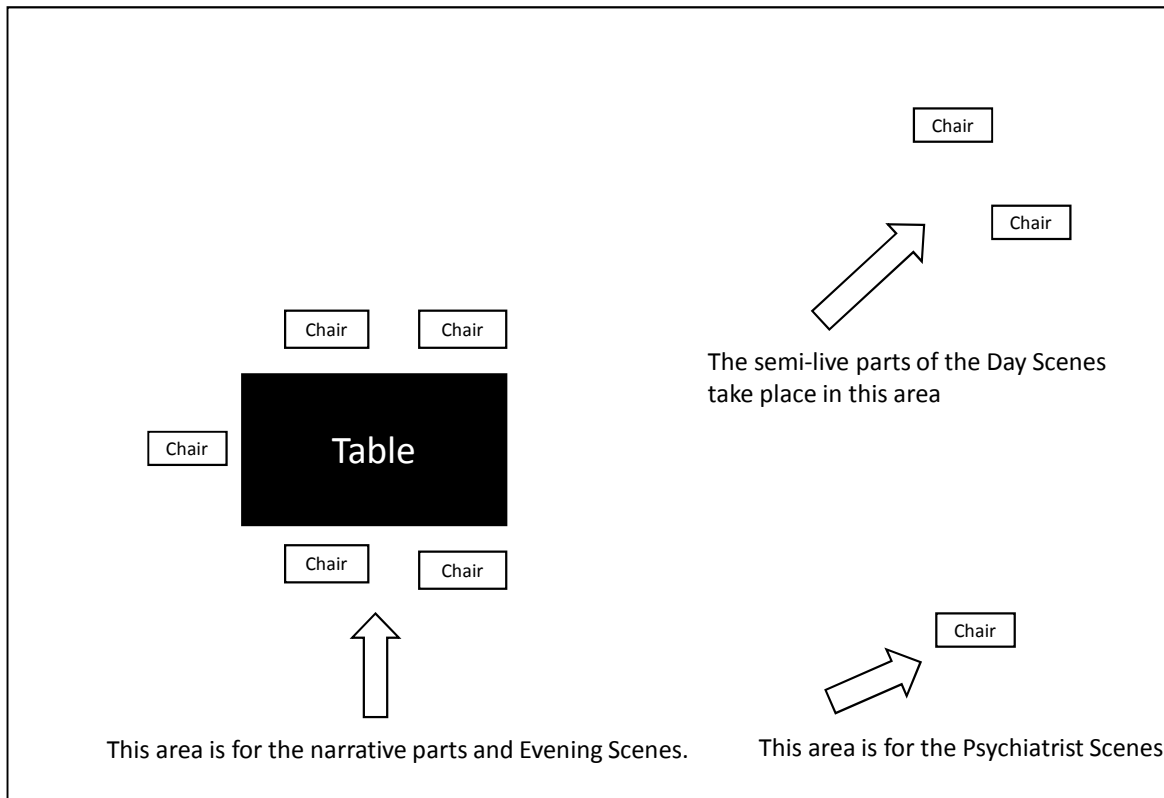 Chair
Chair
The semi-live parts of the Day Scenes
take place in this area
Chair
Chair
Chair
Table
Chair
Chair
Chair
This area is for the narrative parts and Evening Scenes.
This area is for the Psychiatrist Scenes